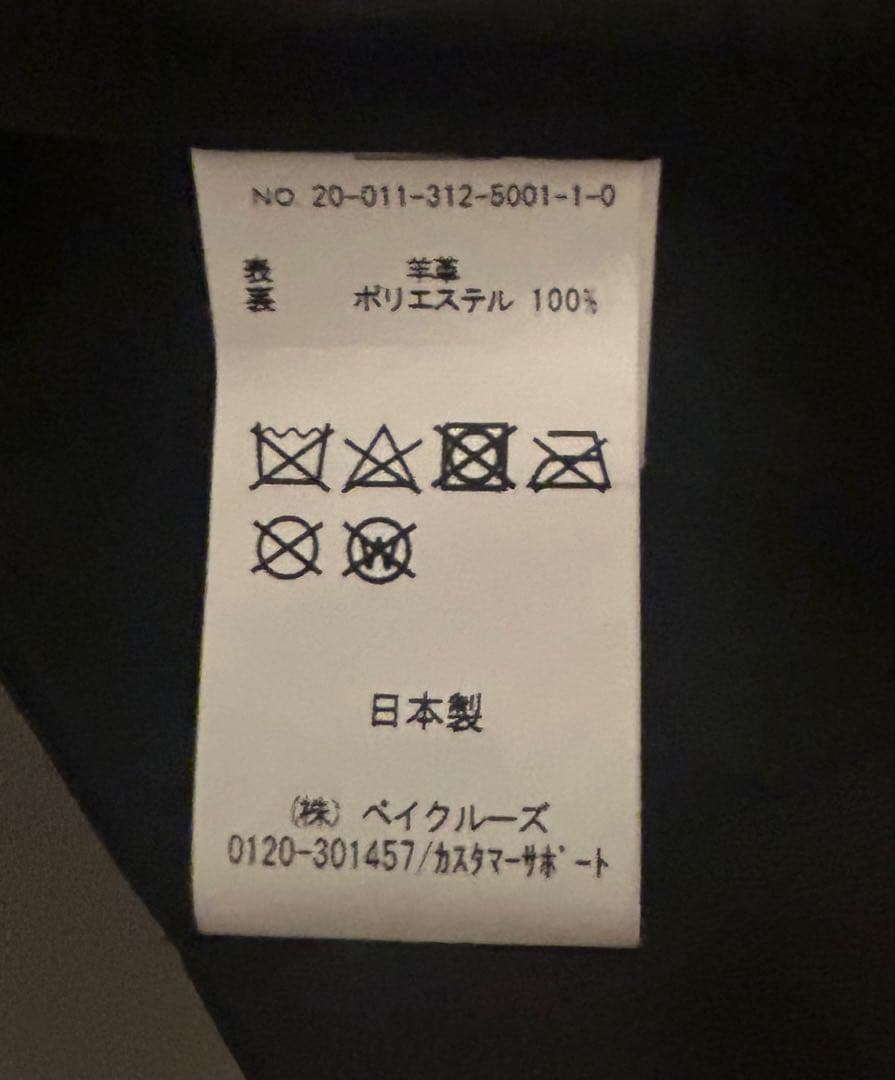 NO 20-011-312-5001-1-0
表 羊革
裏 ポリエステル 100%
W
日本製
(株) ベイクルーズ
0120-301457/カスタマーサポート